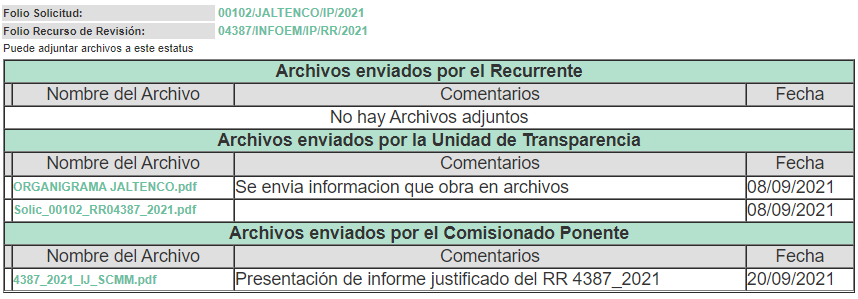 Folio Solicitud: 00102/JALTENCO/IP/2021
Folio Recurso de Revisión: 04387/INFOEM/IP/RR/2021
Puede adjuntar archivos a este estatus
Archivos enviados por el Recurrente
Nombre del Archivo Comentarios Fecha
No hay Archivos adjuntos
Archivos enviados por la Unidad de Transparencia
Nombre del Archivo Comentarios Fecha
ORGANIGRAMA JALTENCO.pdf Se envia informacion que obra en archivos 08/09/2021
Solic_00102_RR04387_2021.pdf 08/09/2021
Archivos enviados por el Comisionado Ponente
Nombre del Archivo Comentarios Fecha
4387_2021_IJ_SCMM.pdf Presentación de informe justificado del RR 4387_2021 20/09/2021